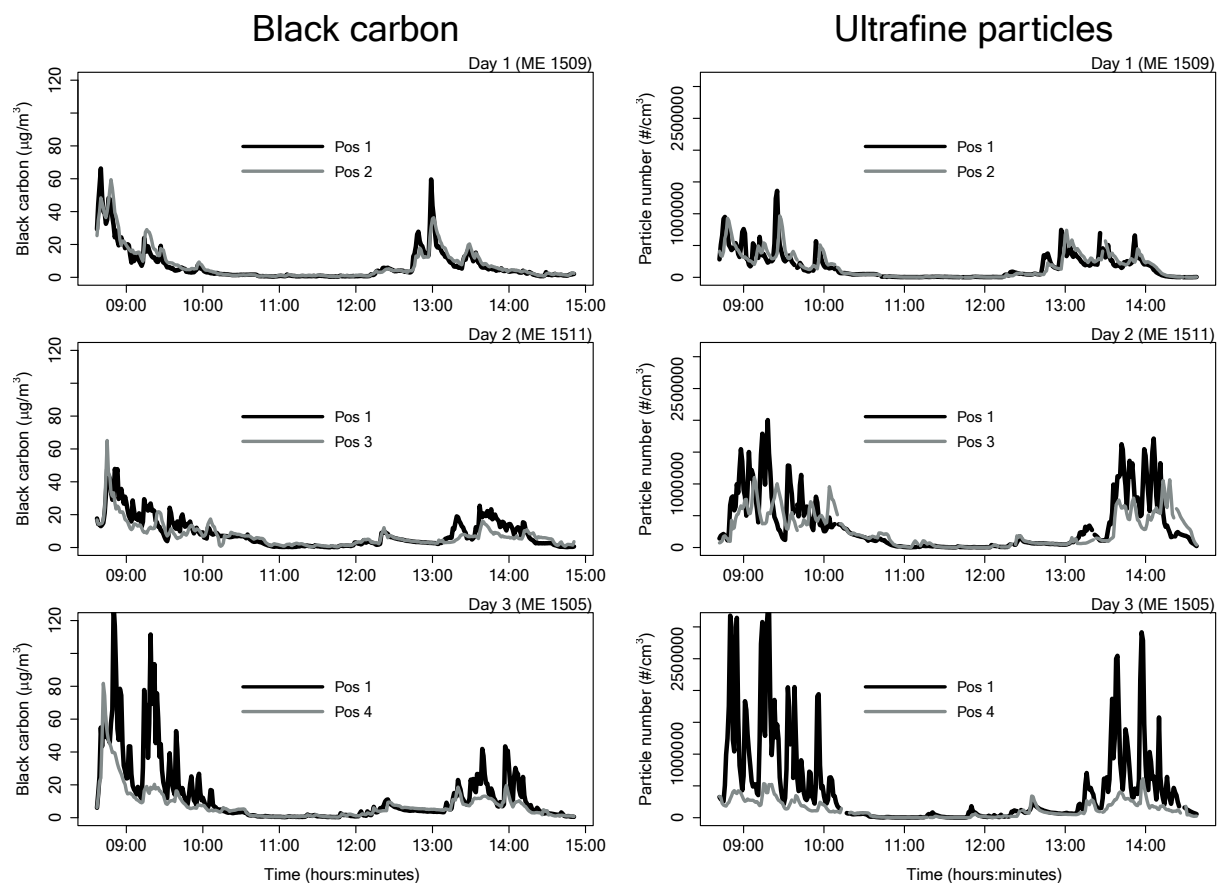 Black carbon
Ultrafine particles
Day 1 (ME 1509)
Black carbon (µg/m³)
120
80
60
40
20
0
Pos 1
Pos 2
09:00 10:00 11:00 12:00 13:00 14:00 15:00
Day 1 (ME 1509)
Particle number (#/cm³)
2500000
1000000
0
Pos 1
Pos 2
09:00 10:00 11:00 12:00 13:00 14:00
Day 2 (ME 1511)
Black carbon (µg/m³)
120
80
60
40
20
0
Pos 1
Pos 3
09:00 10:00 11:00 12:00 13:00 14:00 15:00
Day 2 (ME 1511)
Particle number (#/cm³)
2500000
1000000
0
Pos 1
Pos 3
09:00 10:00 11:00 12:00 13:00 14:00
Day 3 (ME 1505)
Black carbon (µg/m³)
120
80
60
40
20
0
Pos 1
Pos 4
09:00 10:00 11:00 12:00 13:00 14:00 15:00
Time (hours:minutes)
Day 3 (ME 1505)
Particle number (#/cm³)
2500000
1000000
0
Pos 1
Pos 4
09:00 10:00 11:00 12:00 13:00 14:00
Time (hours:minutes)